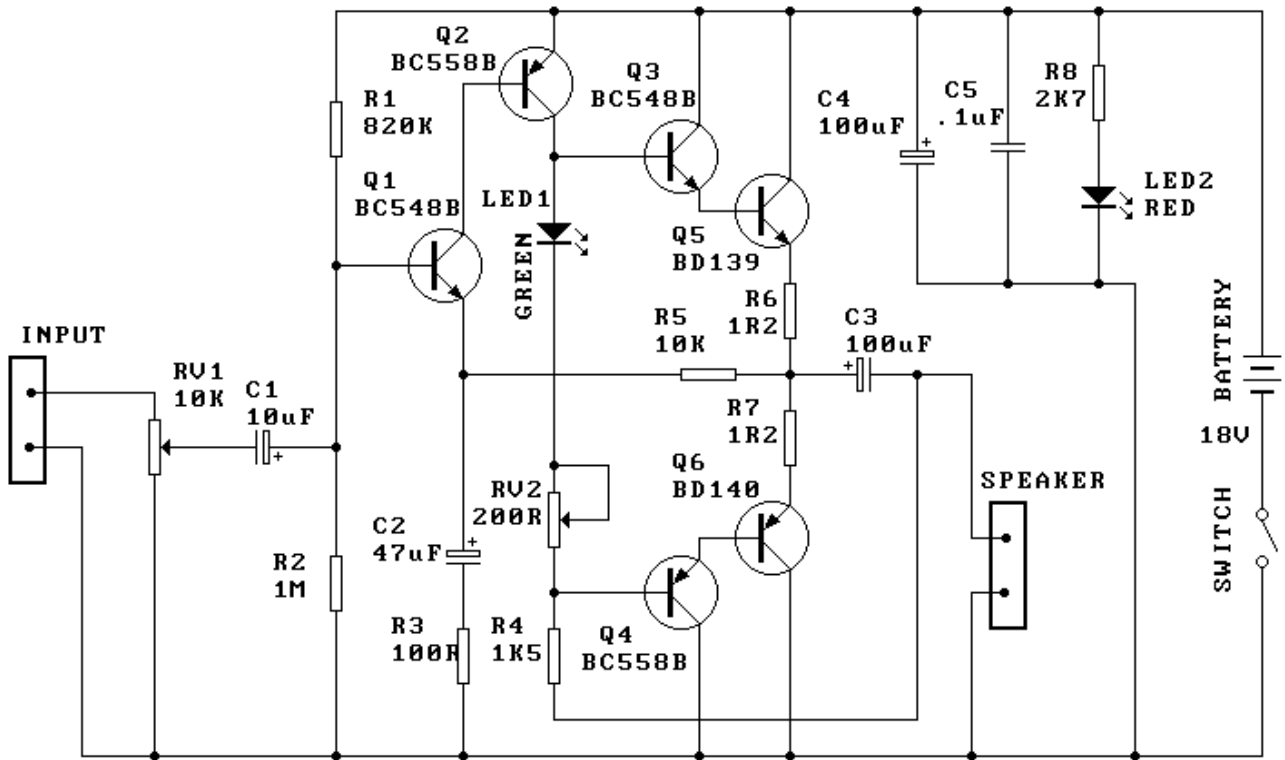 Q2
BC558B
Q3
BC548B
R1
820K
C4
100uF
C5
.1uF
R8
2K7
Q1
BC548B
LED1
GREEN
LED2
RED
Q5
BD139
R6
1R2
R5
10K
C3
100uF
INPUT
RV1
10K
C1
10uF
R7
1R2
BATTERY
18V
Q6
BD140
SPEAKER
RV2
200R
C2
47uF
SWITCH
R2
1M
R3
100R
R4
1K5
Q4
BC558B
+
+
+
+